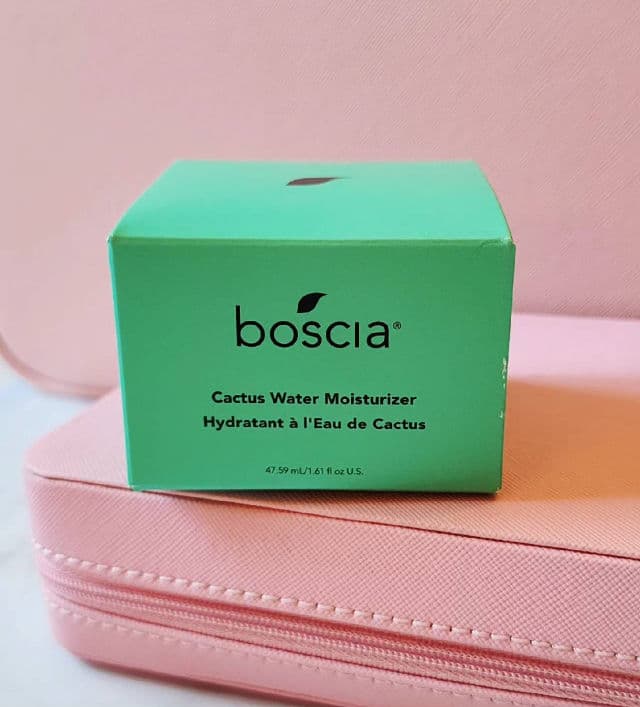 boscia®
Cactus Water Moisturizer
Hydratant à l'Eau de Cactus
47.59 mL/1.61 fl oz U.S.